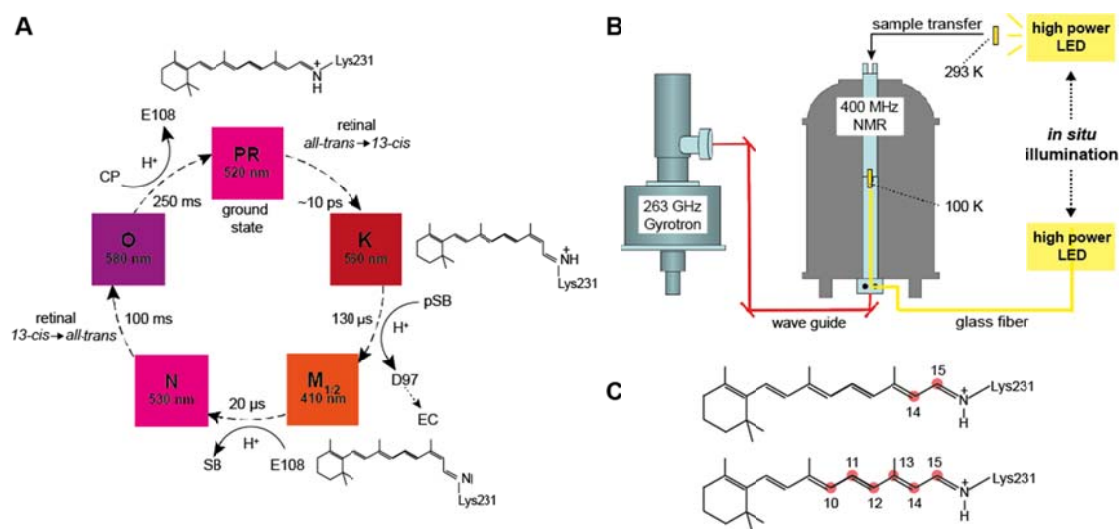 A
Lys231
N
+
H
E108
H⁺
CP
250 ms
PR
520 nm
ground
state
retinal
all-trans→13-cis
~10 ps
K
590 nm
+
NH
Lys231
130 µs
pSB
H⁺
D97
EC
M1/2
410 nm
20 µs
H⁺
SB
E108
N
Lys231
N
530 nm
100 ms
retinal
13-cis→all-trans
O
580 nm
B
sample transfer
293 K
high power
LED
400 MHz
NMR
in situ
illumination
100 K
263 GHz
Gyrotron
high power
LED
wave guide
glass fiber
C
15
14
+
N
H
Lys231
11
13
15
10
12
14
+
N
H
Lys231